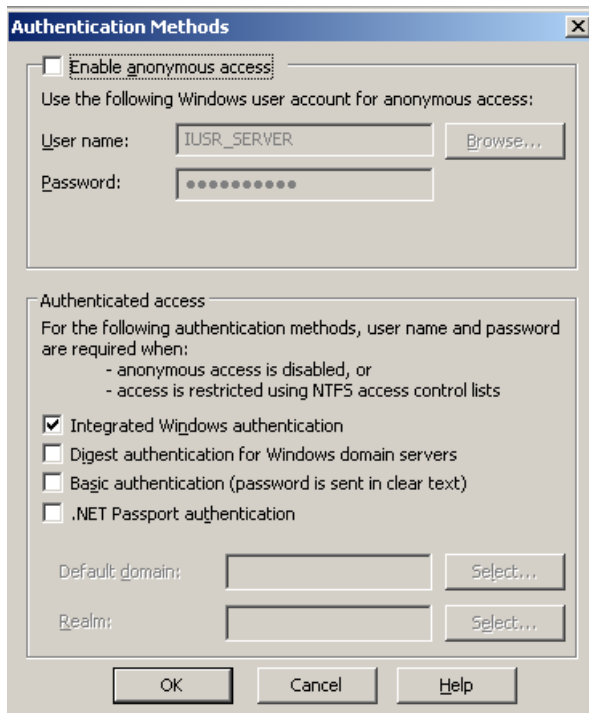 Authentication Methods
Enable anonymous access
Use the following Windows user account for anonymous access:
User name: IUSR_SERVER Browse...
Password: ●●●●●●●●●●
Authenticated access
For the following authentication methods, user name and password
are required when:
- anonymous access is disabled, or
- access is restricted using NTFS access control lists
Integrated Windows authentication
Digest authentication for Windows domain servers
Basic authentication (password is sent in clear text)
.NET Passport authentication
Default domain: Select...
Realm: Select...
OK Cancel Help